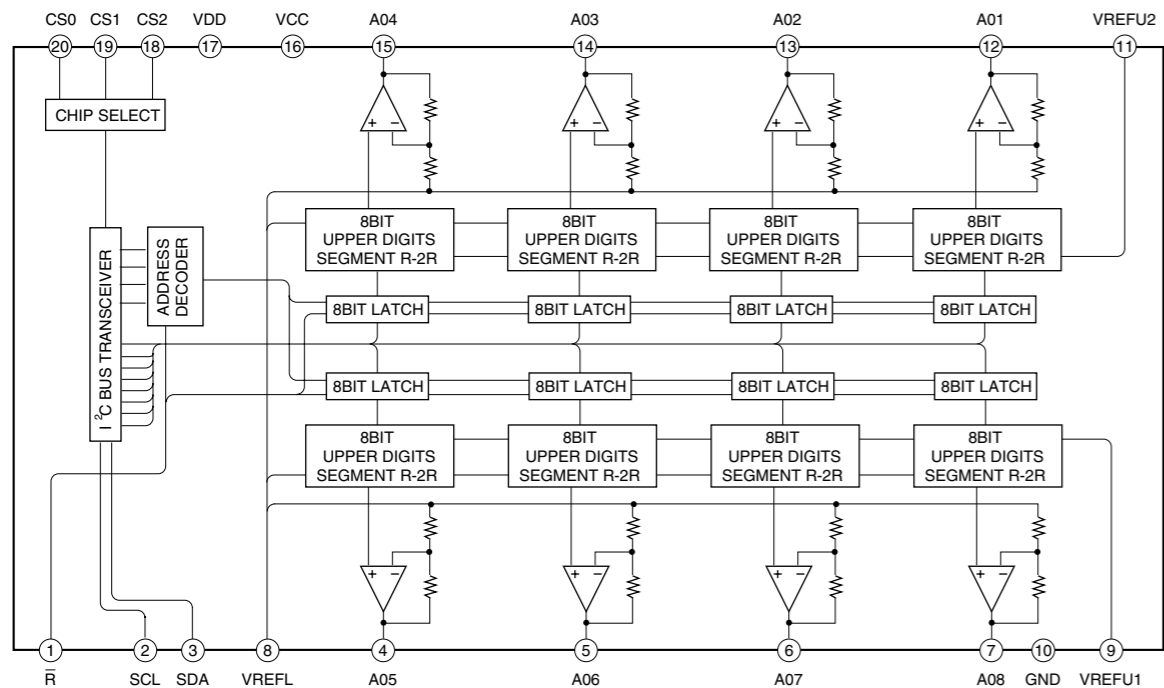 CS0 CS1 CS2 VDD VCC A04 A03 A02 A01 VREFU2
20 19 18 17 16 15 14 13 12 11
CHIP SELECT
+ − + − + − + −
8BIT UPPER DIGITS SEGMENT R-2R
8BIT UPPER DIGITS SEGMENT R-2R
8BIT UPPER DIGITS SEGMENT R-2R
8BIT UPPER DIGITS SEGMENT R-2R
I²C BUS TRANSCEIVER
ADDRESS
DECODER
8BIT LATCH 8BIT LATCH 8BIT LATCH 8BIT LATCH
8BIT LATCH 8BIT LATCH 8BIT LATCH 8BIT LATCH
8BIT UPPER DIGITS SEGMENT R-2R
8BIT UPPER DIGITS SEGMENT R-2R
8BIT UPPER DIGITS SEGMENT R-2R
8BIT UPPER DIGITS SEGMENT R-2R
+ − + − + − + −
1 2 3 8 4 5 6 7 10 9
R̅ SCL SDA VREFL A05 A06 A07 A08 GND VREFU1